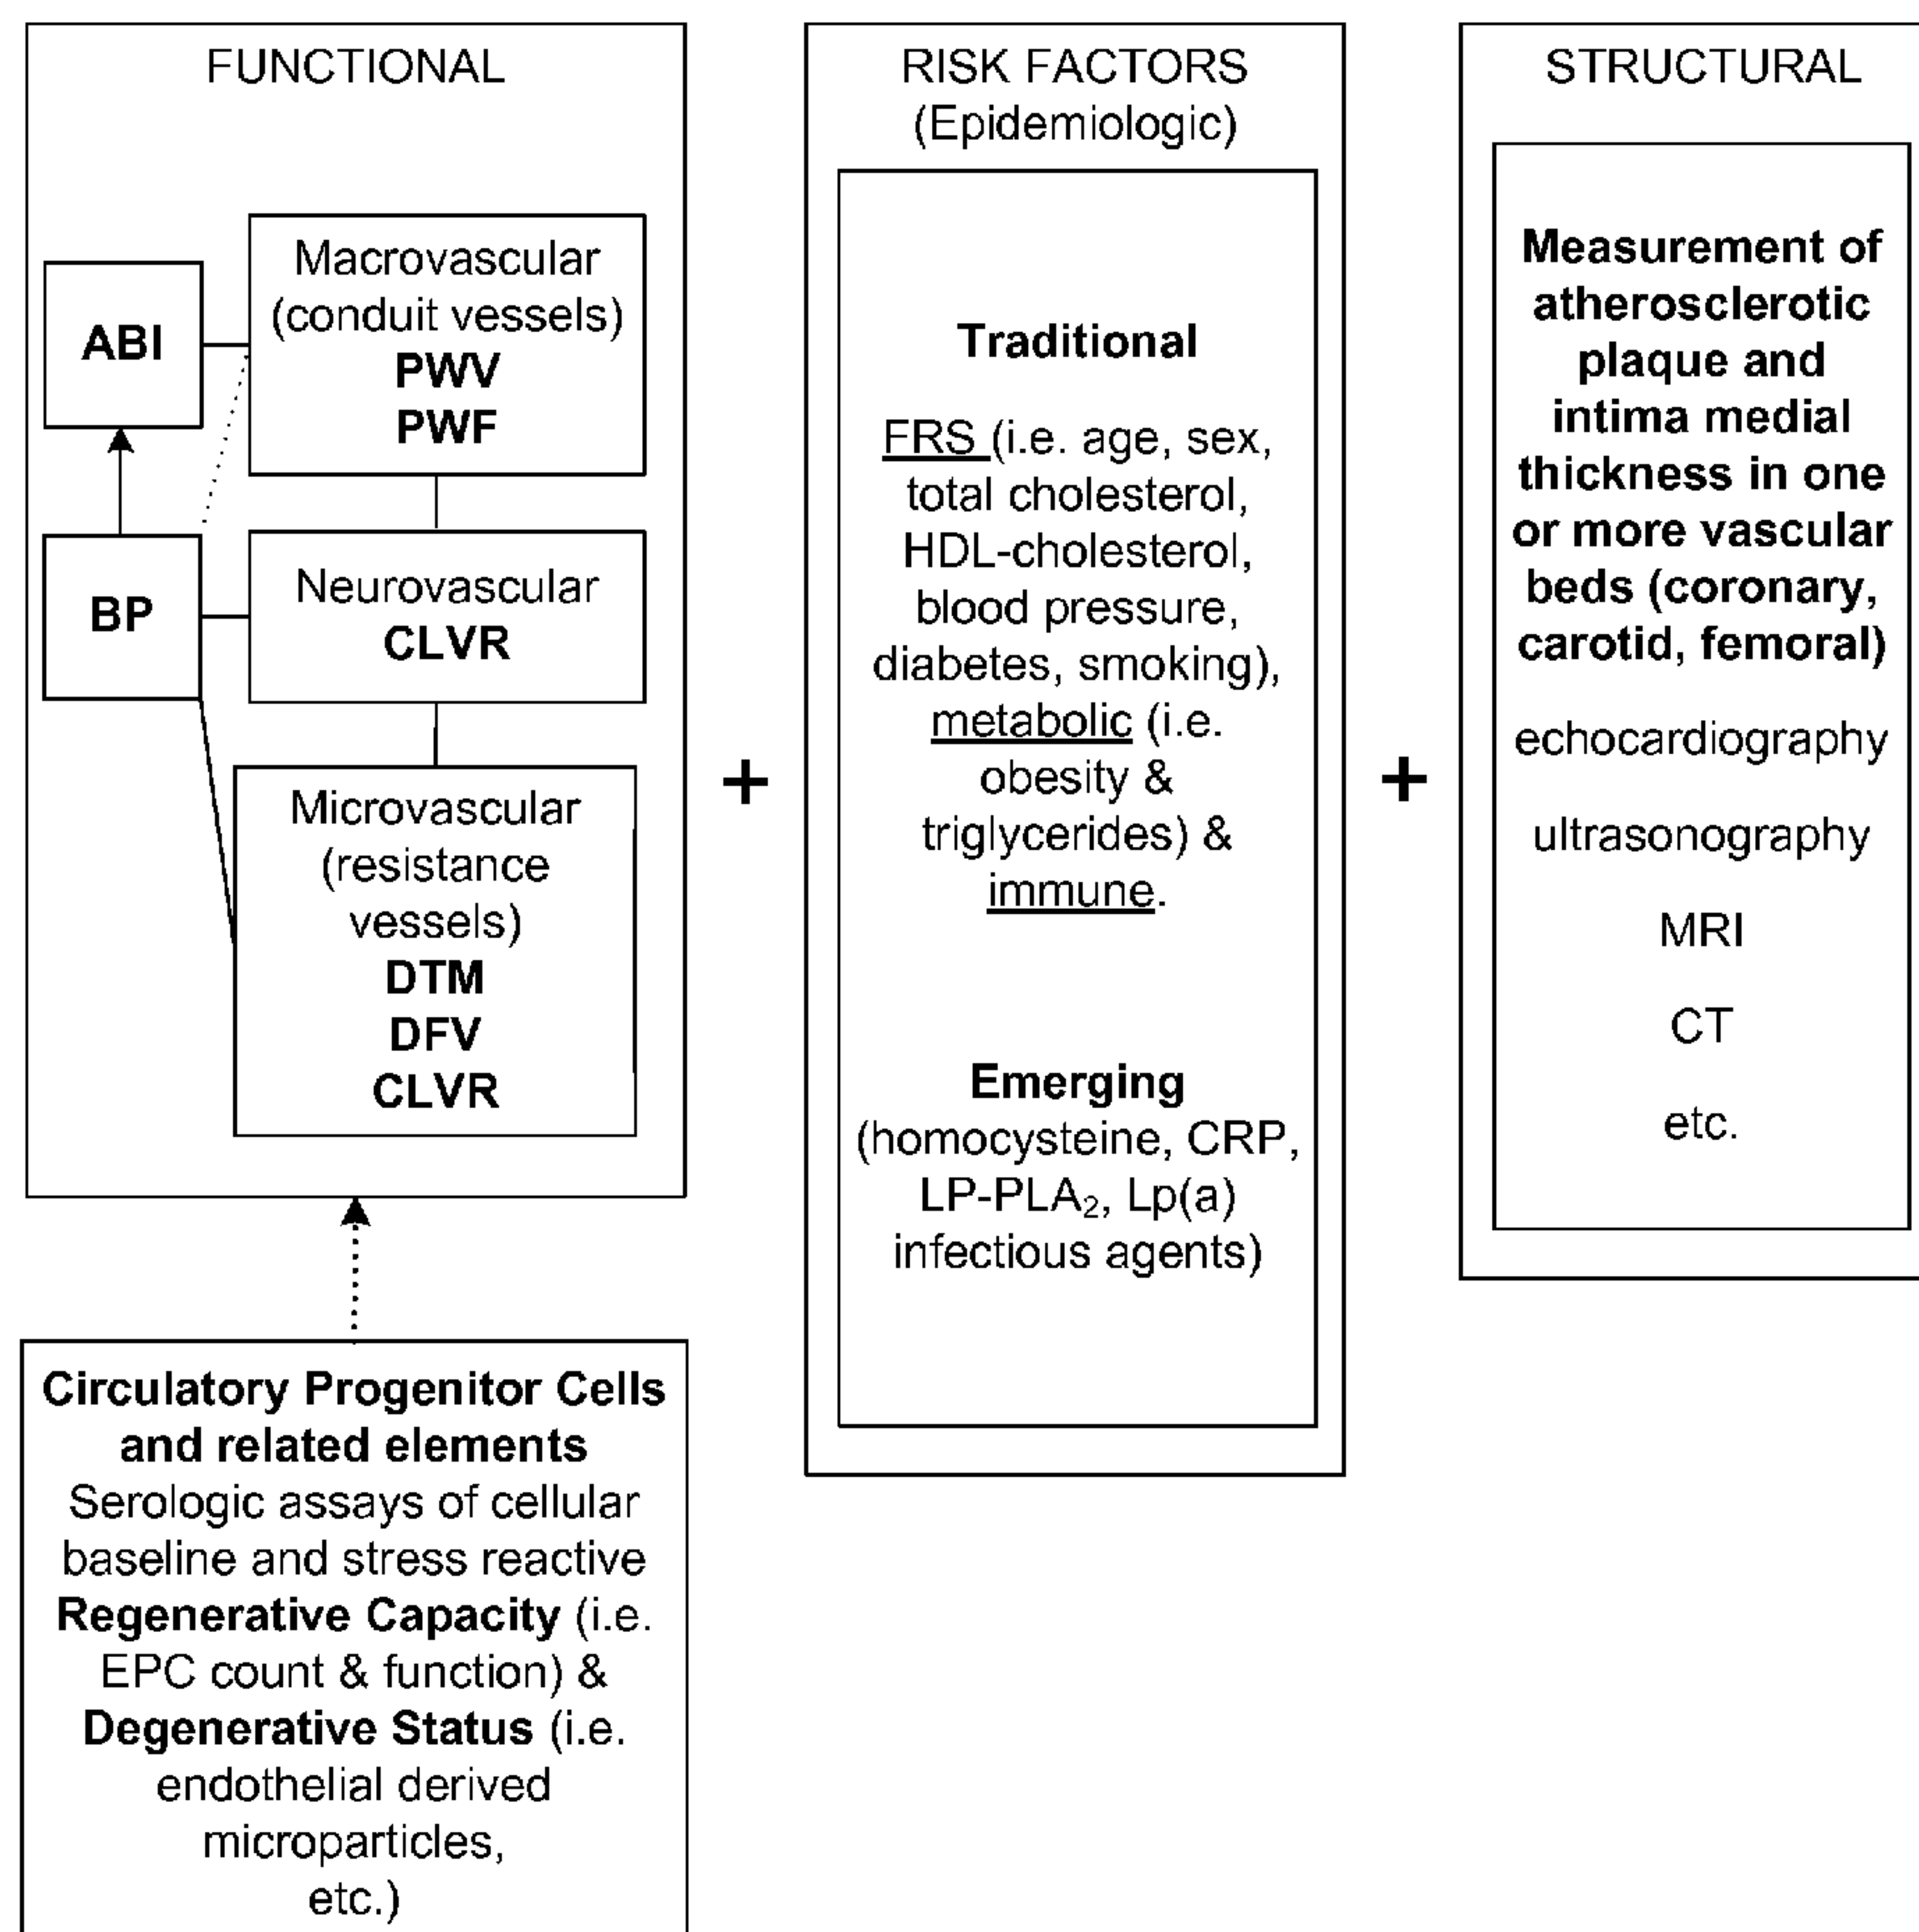 FUNCTIONAL
ABI
BP
Macrovascular
(conduit vessels)
PWV
PWF
Neurovascular
CLVR
Microvascular
(resistance
vessels)
DTM
DFV
CLVR
Circulatory Progenitor Cells
and related elements
Serologic assays of cellular
baseline and stress reactive
Regenerative Capacity (i.e.
EPC count & function) &
Degenerative Status (i.e.
endothelial derived
microparticles,
etc.)
+
RISK FACTORS
(Epidemiologic)
Traditional
FRS (i.e. age, sex,
total cholesterol,
HDL-cholesterol,
blood pressure,
diabetes, smoking),
metabolic (i.e.
obesity &
triglycerides) &
immune.
Emerging
(homocysteine, CRP,
LP-PLA₂, Lp(a)
infectious agents)
+
STRUCTURAL
Measurement of
atherosclerotic
plaque and
intima medial
thickness in one
or more vascular
beds (coronary,
carotid, femoral)
echocardiography
ultrasonography
MRI
CT
etc.